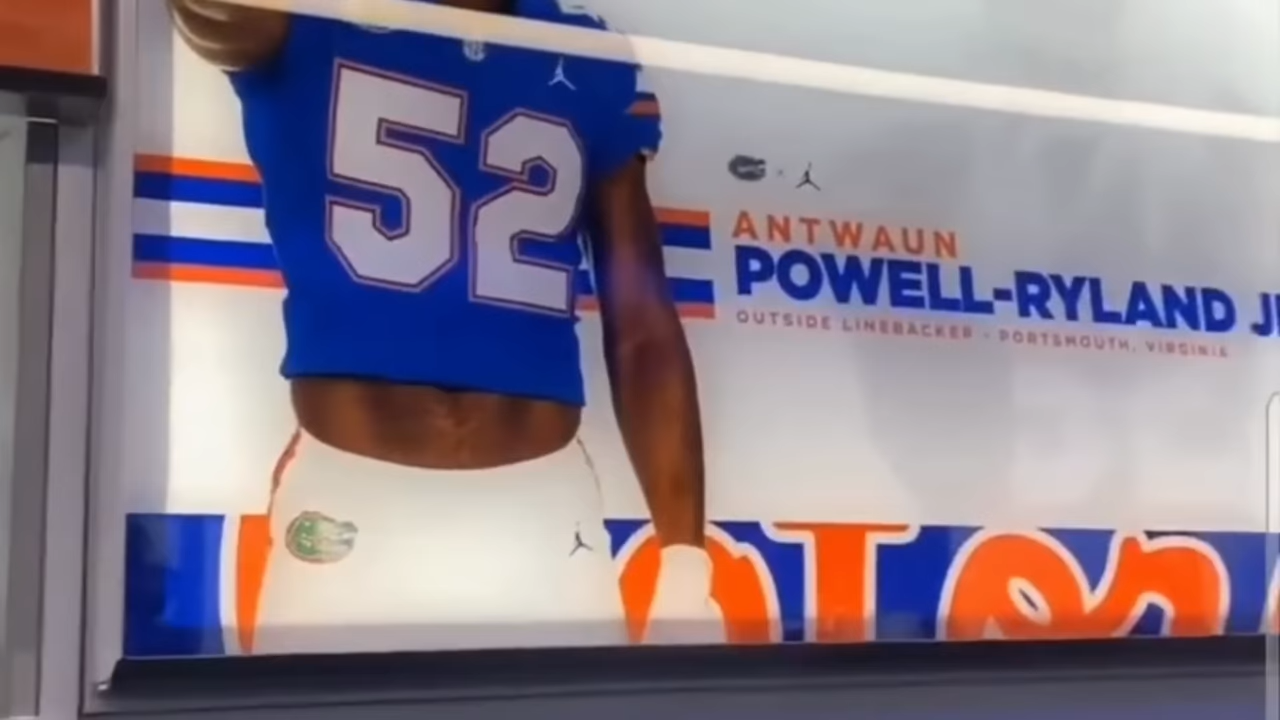 52
ANTWAUN
POWELL-RYLAND
OUTSIDE LINEBACKER - PORTSMOUTH, VIRGINIA